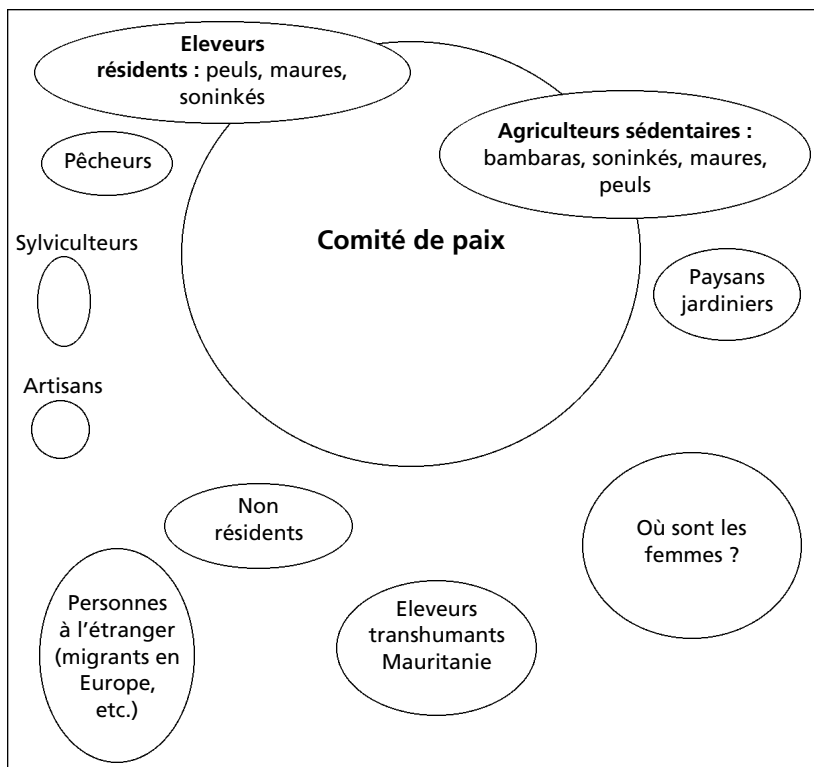 Eleveurs
résidents : peuls, maures,
soninkés
Agriculteurs sédentaires :
bambaras, soninkés, maures,
peuls
Pêcheurs
Comité de paix
Sylviculteurs
Paysans
jardiniers
Artisans
Non
résidents
Où sont les
femmes ?
Personnes
à l’étranger
(migrants en
Europe,
etc.)
Eleveurs
transhumants
Mauritanie